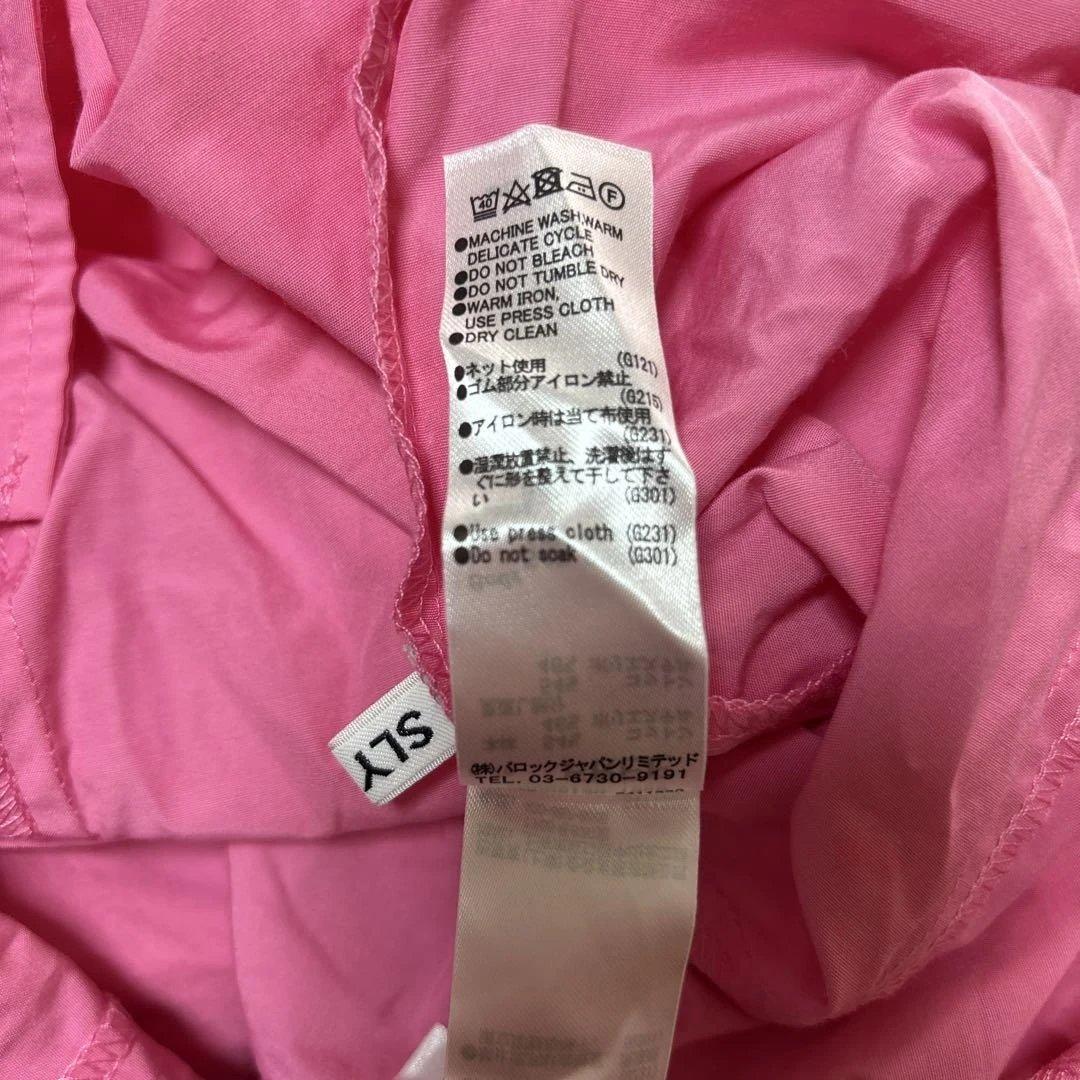 40
F
●MACHINE WASH,WARM
DELICATE CYCLE
●DO NOT BLEACH
●DO NOT TUMBLE DRY
●WARM IRON,
USE PRESS CLOTH
●DRY CLEAN
●ネット使用 (G121)
●ゴム部分アイロン禁止
(G215)
●アイロン時は当て布使用
(G231)
●湿潤放置禁止、洗濯後はす
ぐに形を整えて干して下さ
い (G301)
●Use press cloth (G231)
●Do not soak (G301)
SLY
(株)バロックジャパンリミテッド
TEL. 03-6730-9191